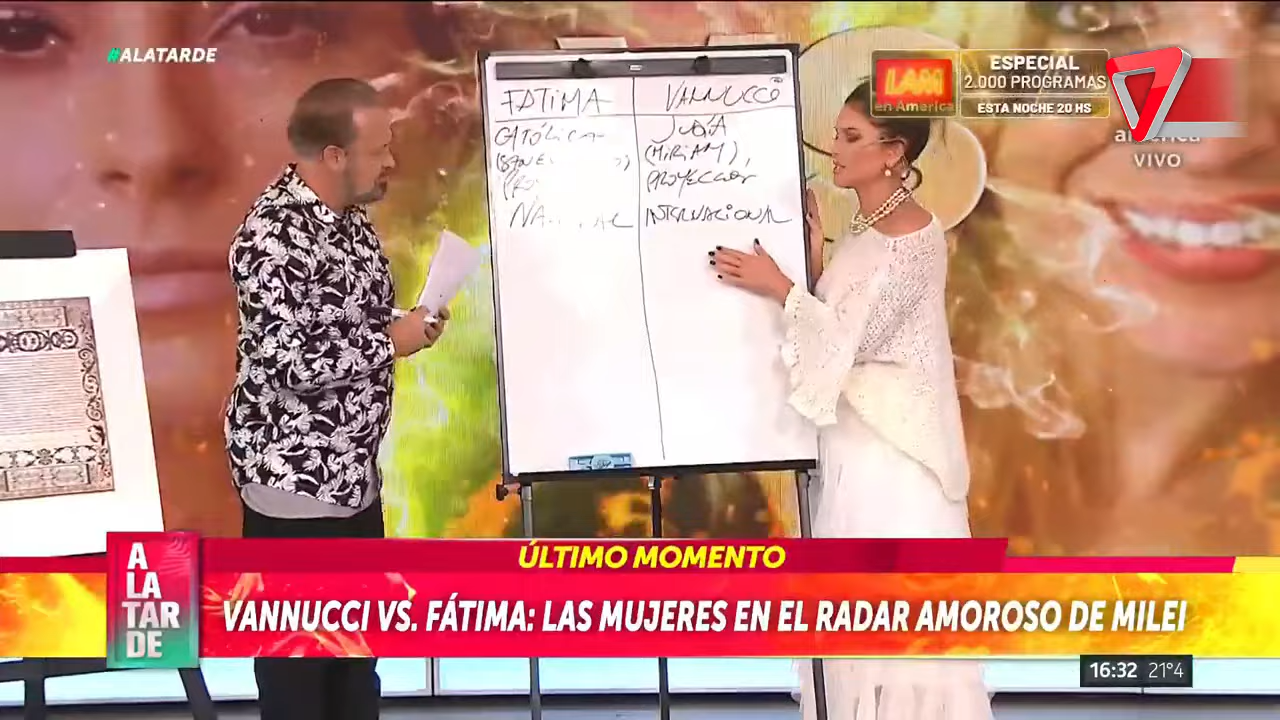 #ALATARDE
LAM
en América
ESPECIAL
2.000 PROGRAMAS
ESTA NOCHE 20 HS
VIVO
FATIMA
VANNUCCI
CATÓLICA
JUDÍA
(MIRIAM),
PROYECCION
INTERNACIONAL
A
LA
TAR
DE
ÚLTIMO MOMENTO
VANNUCCI VS. FÁTIMA: LAS MUJERES EN EL RADAR AMOROSO DE MILEI
16:32 21°4